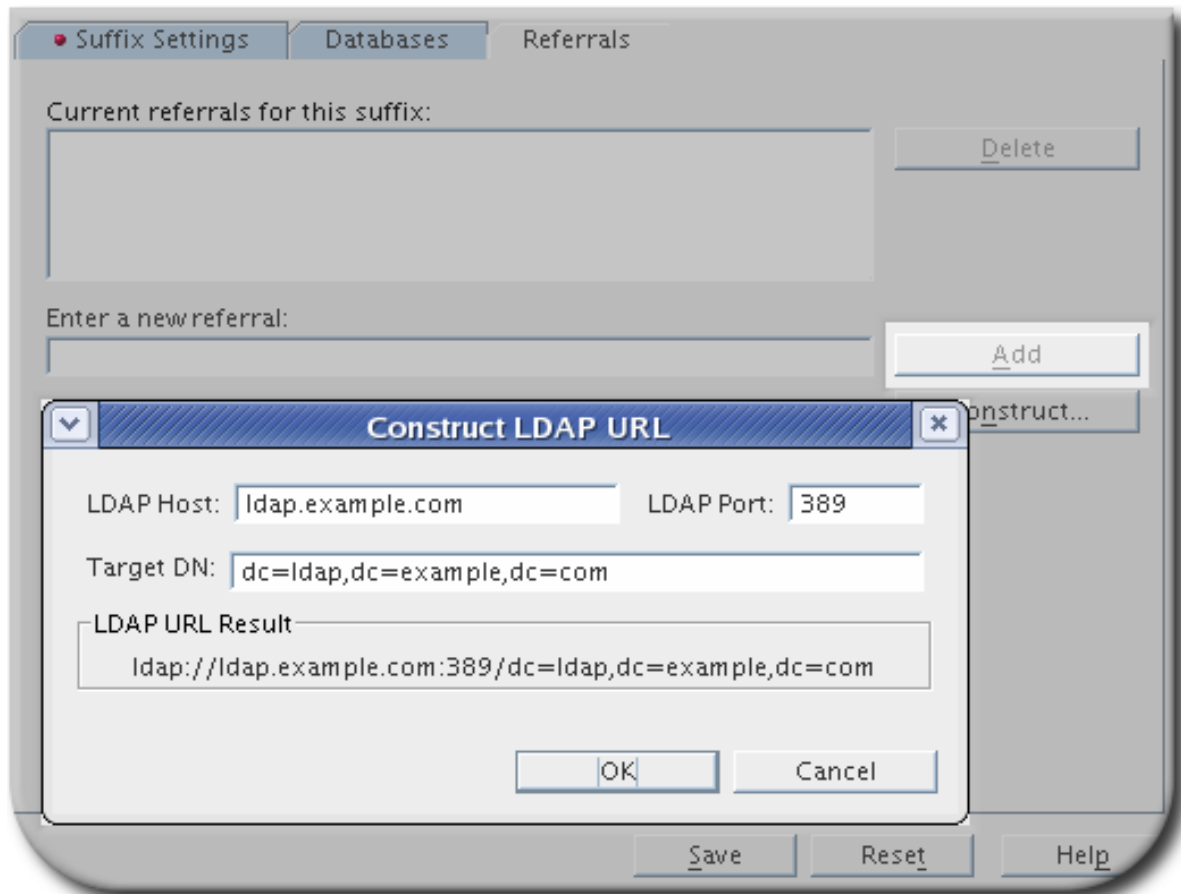 Suffix Settings Databases Referrals
Current referrals for this suffix:
Delete
Enter a new referral:
Add
onstruct...
Construct LDAP URL
LDAP Host: ldap.example.com LDAP Port: 389
Target DN: dc=ldap,dc=example,dc=com
LDAP URL Result
ldap://ldap.example.com:389/dc=ldap,dc=example,dc=com
OK Cancel
Save Reset Help